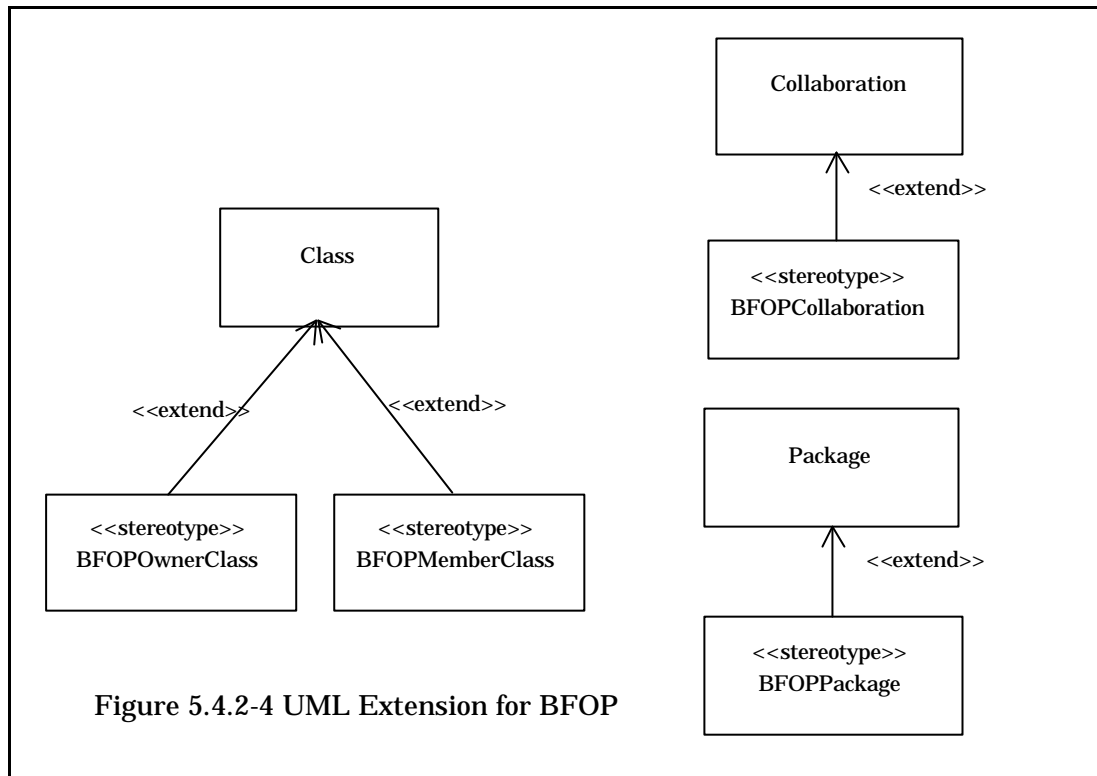 Collaboration
<<extend>>
<<stereotype>>
BFOPCollaboration
Class
<<extend>>
<<extend>>
<<stereotype>>
BFOPOwnerClass
<<stereotype>>
BFOPMemberClass
Package
<<extend>>
<<stereotype>>
BFOPPackage
Figure 5.4.2-4 UML Extension for BFOP